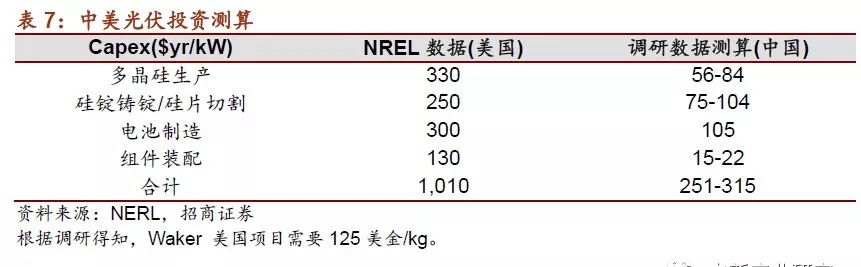 表 7：中美光伏投资测算
Capex($yr/kW) NREL 数据(美国) 调研数据测算(中国)
多晶硅生产 330 56-84
硅锭铸锭/硅片切割 250 75-104
电池制造 300 105
组件装配 130 15-22
合计 1,010 251-315
资料来源：NERL，招商证券
根据调研得知，Waker 美国项目需要 125 美金/kg。